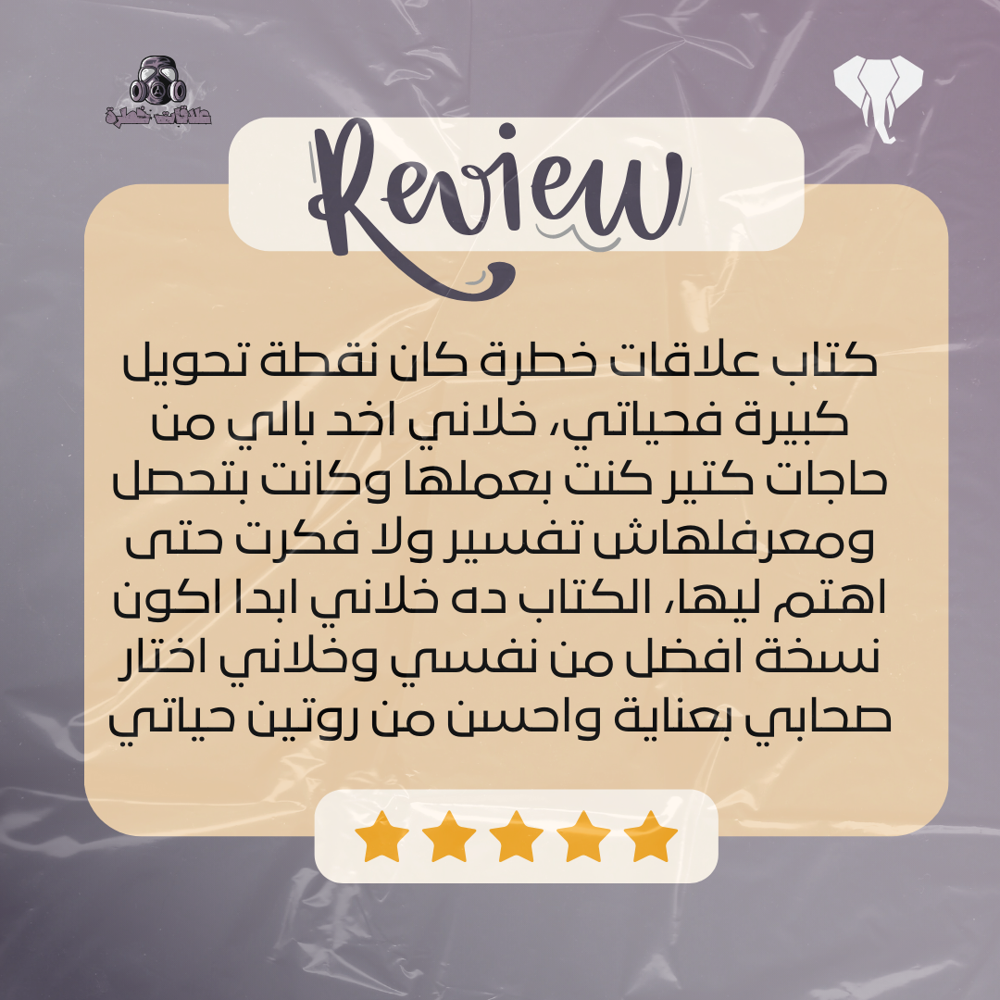 علاقات خطرة
Review
كتاب علاقات خطرة كان نقطة تحويل
كبيرة فحياتي، خلاني اخد بالي من
حاجات كتير كنت بعملها وكانت بتحصل
ومعرفلهاش تفسير ولا فكرت حتى
اهتم ليها، الكتاب ده خلاني ابدا اكون
نسخة افضل من نفسي وخلاني اختار
صحابي بعناية واحسن من روتين حياتي